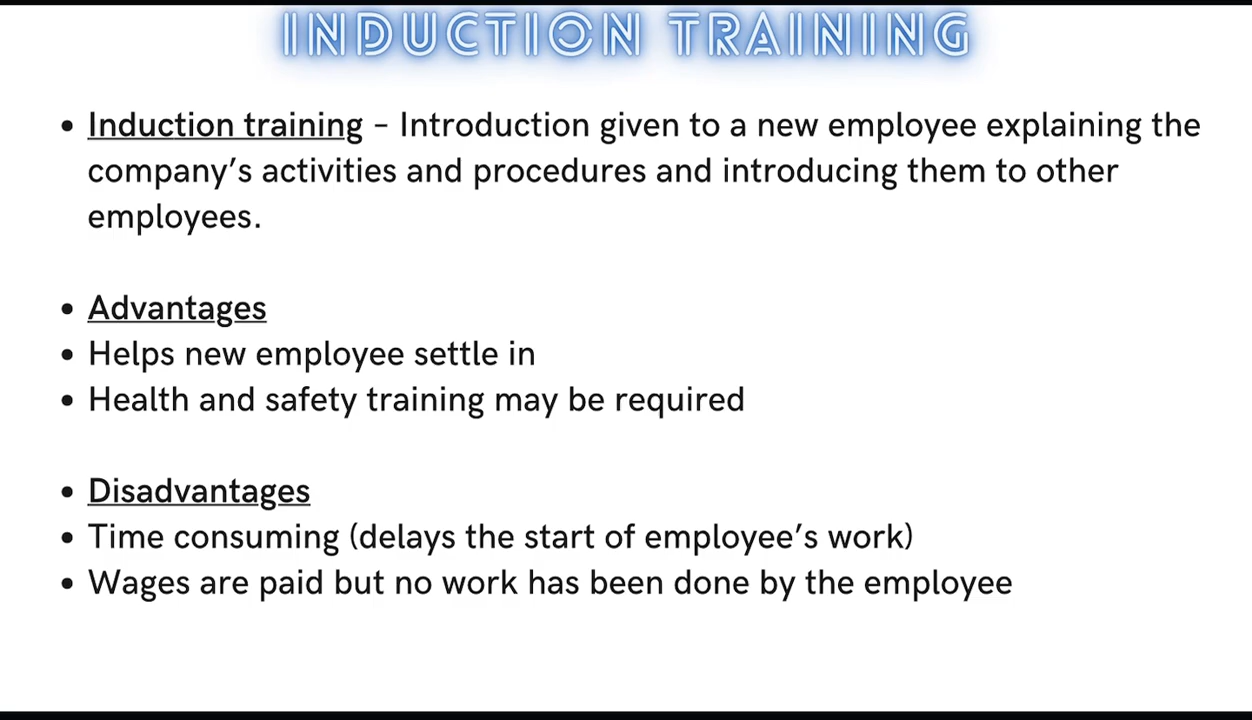 INDUCTION TRAINING
• Induction training – Introduction given to a new employee explaining the
company’s activities and procedures and introducing them to other
employees.
• Advantages
• Helps new employee settle in
• Health and safety training may be required
• Disadvantages
• Time consuming (delays the start of employee’s work)
• Wages are paid but no work has been done by the employee